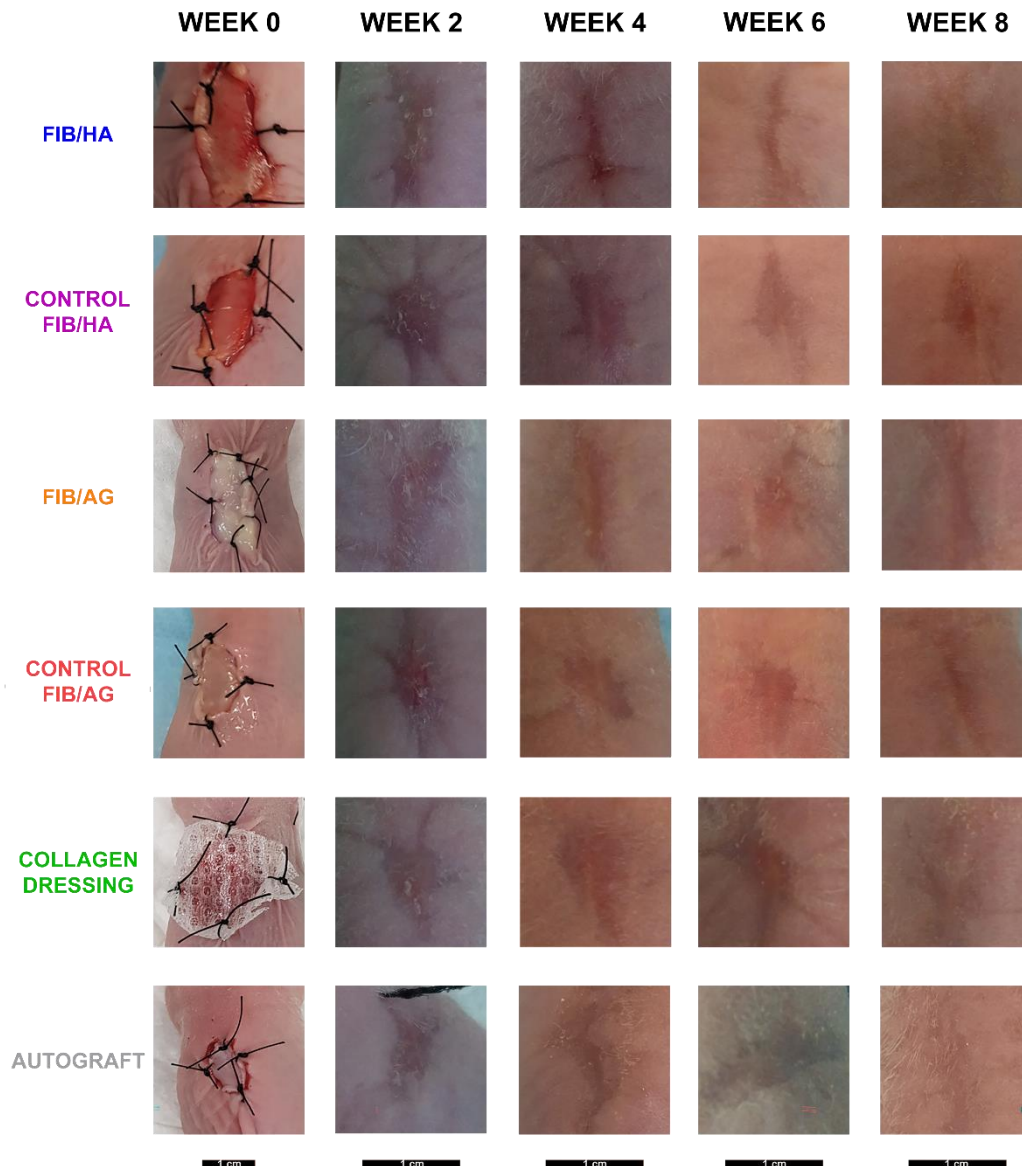 WEEK 0 WEEK 2 WEEK 4 WEEK 6 WEEK 8
FIB/HA
CONTROL
FIB/HA
FIB/AG
CONTROL
FIB/AG
COLLAGEN
DRESSING
AUTOGRAFT
1 cm 1 cm 1 cm 1 cm 1 cm